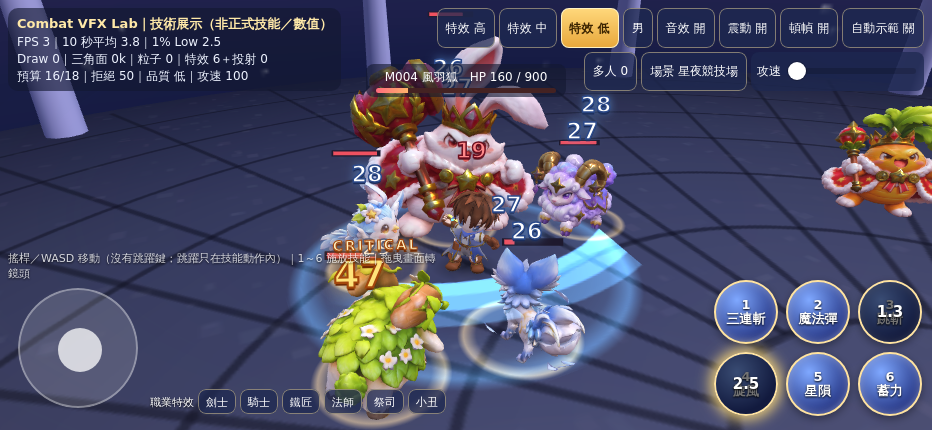 Combat VFX Lab｜技術展示（非正式技能／數值）
FPS 3｜10 秒平均 3.8｜1% Low 2.5
Draw 0｜三角面 0k｜粒子 0｜特效 6＋投射 0
預算 16/18｜拒絕 50｜品質 低｜攻速 100
特效 高
特效 中
特效 低
男
音效 開
震動 開
頓幀 開
自動示範 關
多人 0
場景 星夜競技場
攻速
M004 風羽狐 HP 160 / 900
26
28
27
19
28
27
26
CRITICAL
47
搖桿／WASD 移動（沒有跳躍鍵；跳躍只在技能動作內）｜1～6 施放技能｜拖曳畫面轉
鏡頭
1
三連斬
2
魔法彈
3
1.3
跳斬
4
2.5
旋風
5
星隕
6
蓄力
職業特效
劍士
騎士
鐵匠
法師
祭司
小丑